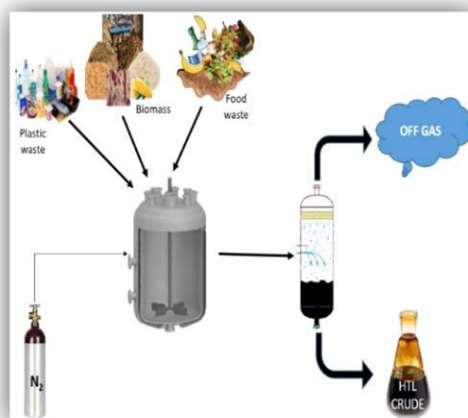 Plastic
waste
Biomass
Food
waste
OFF GAS
N2
HTL
CRUDE